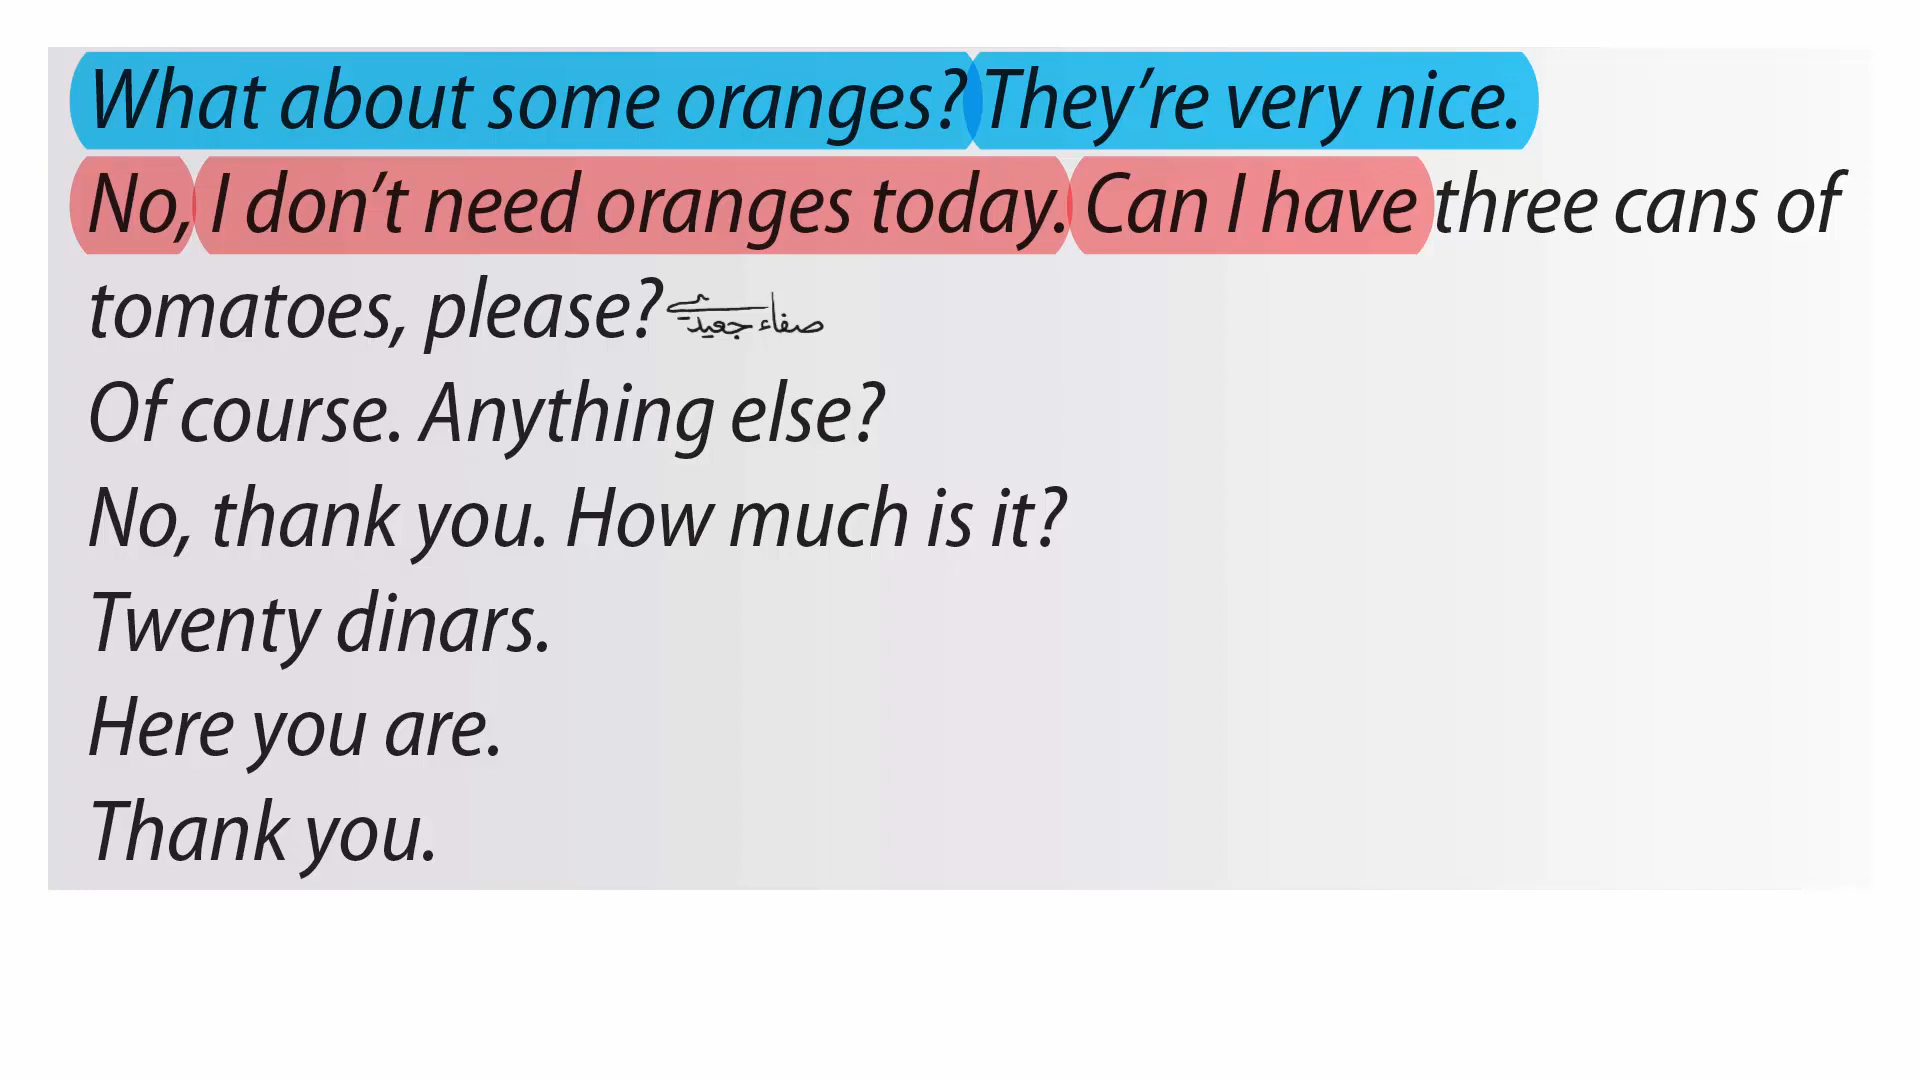 What about some oranges? They’re very nice.
No, I don’t need oranges today. Can I have three cans of
tomatoes, please? صفاء جعيدي
Of course. Anything else?
No, thank you. How much is it?
Twenty dinars.
Here you are.
Thank you.